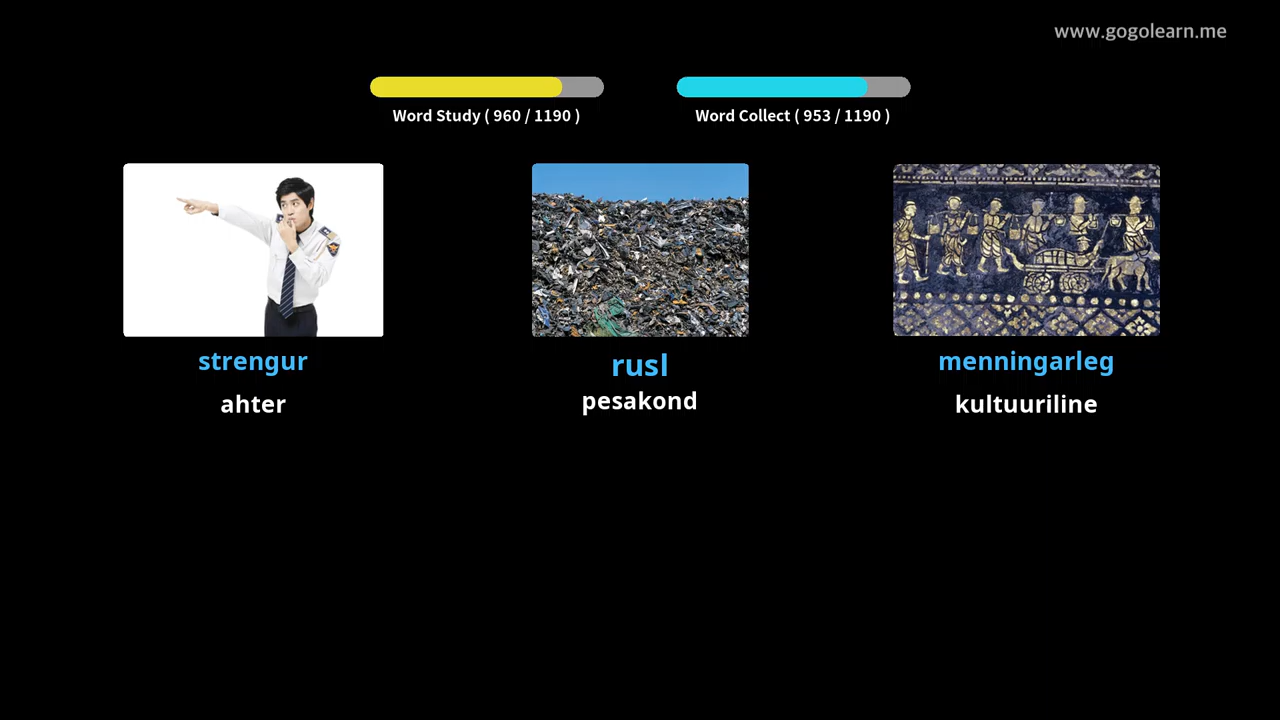 www.gogolearn.me
Word Study ( 960 / 1190 )
Word Collect ( 953 / 1190 )
strengur
ahter
rusl
pesakond
menningarleg
kultuuriline